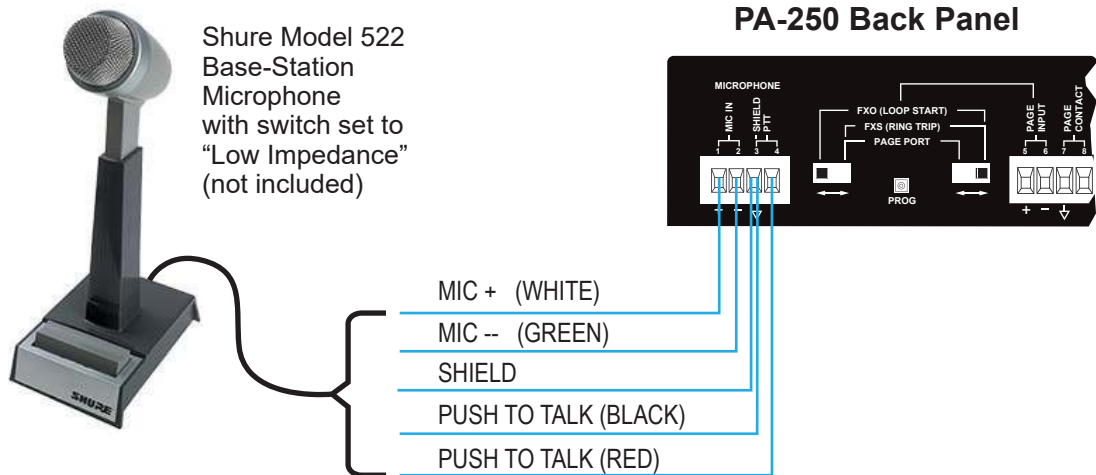 PA-250 Back Panel
Shure Model 522
Base-Station
Microphone
with switch set to
“Low Impedance”
(not included)
MICROPHONE
MIC IN
SHIELD
PTT
1 2 3 4
+ −
FXO (LOOP START)
FXS (RING TRIP)
PAGE PORT
PROG
PAGE
INPUT
PAGE
CONTACT
5 6 7 8
+ −
MIC + (WHITE)
MIC -- (GREEN)
SHIELD
PUSH TO TALK (BLACK)
PUSH TO TALK (RED)
SHURE